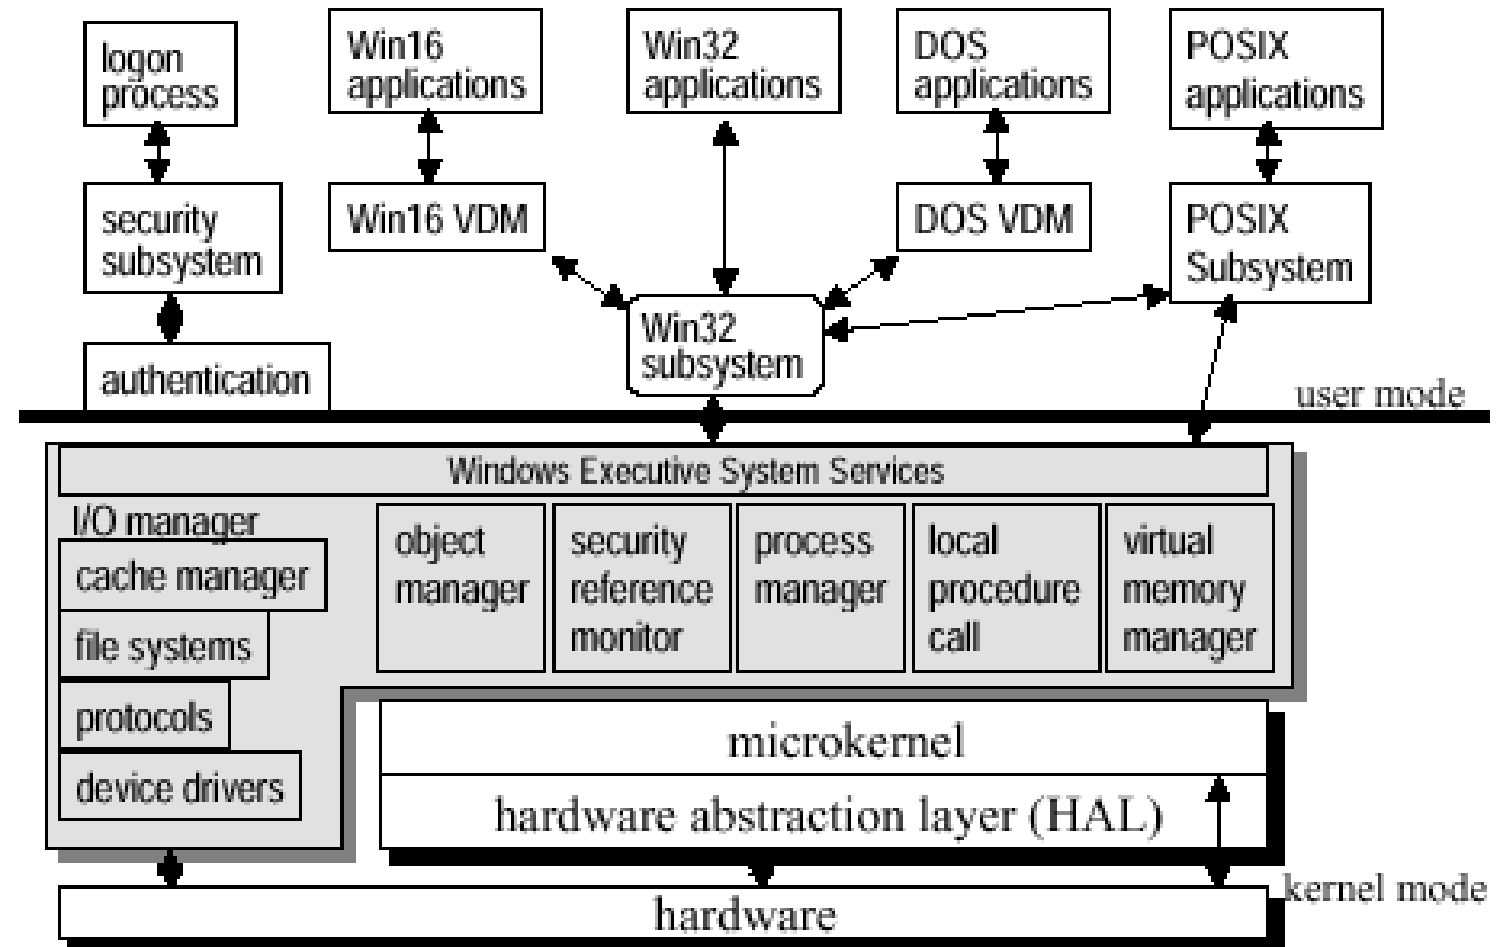 logon
process
Win16
applications
Win32
applications
DOS
applications
POSIX
applications
security
subsystem
Win16 VDM
DOS VDM
POSIX
Subsystem
Win32
subsystem
authentication
user mode
Windows Executive System Services
I/O manager
cache manager
file systems
protocols
device drivers
object
manager
security
reference
monitor
process
manager
local
procedure
call
virtual
memory
manager
microkernel
hardware abstraction layer (HAL)
kernel mode
hardware